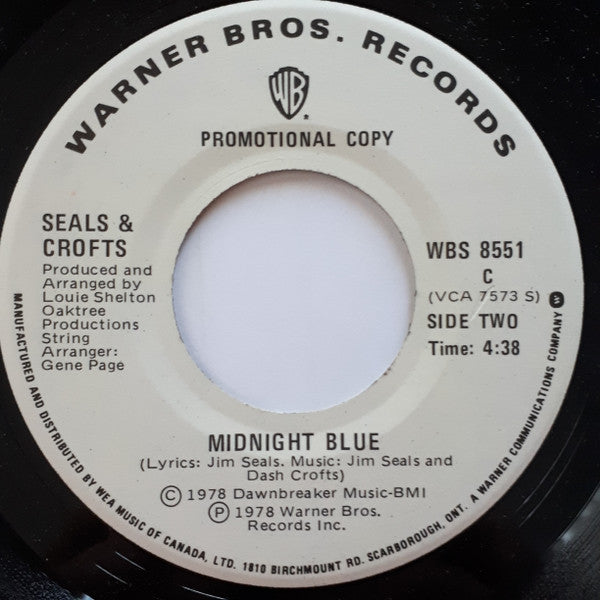 WARNER BROS. RECORDS
WB
PROMOTIONAL COPY
SEALS &
CROFTS
Produced and
Arranged by
Louie Shelton
Oaktree
Productions
String
Arranger:
Gene Page
WBS 8551
C
(VCA 7573 S)
SIDE TWO
Time: 4:38
MIDNIGHT BLUE
(Lyrics: Jim Seals. Music: Jim Seals and
Dash Crofts)
© 1978 Dawnbreaker Music-BMI
℗ 1978 Warner Bros.
Records Inc.
MANUFACTURED AND DISTRIBUTED BY WEA MUSIC OF CANADA, LTD. 1810 BIRCHMOUNT RD. SCARBOROUGH, ONT. A WARNER COMMUNICATIONS COMPANY W